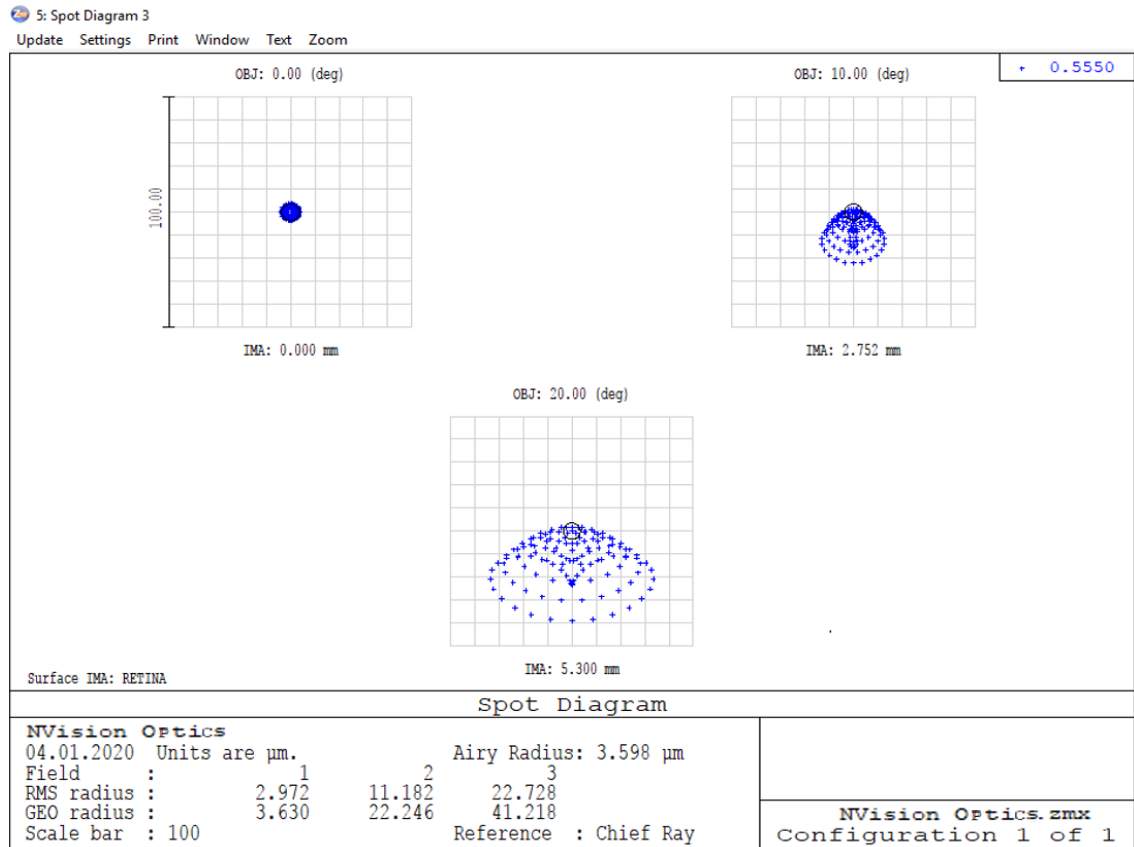 5: Spot Diagram 3
Update Settings Print Window Text Zoom
OBJ: 0.00 (deg)
OBJ: 10.00 (deg)
+ 0.5550
100.00
IMA: 0.000 mm
IMA: 2.752 mm
OBJ: 20.00 (deg)
IMA: 5.300 mm
Surface IMA: RETINA
Spot Diagram
NVision Optics
04.01.2020 Units are µm. Airy Radius: 3.598 µm
Field : 1 2 3
RMS radius : 2.972 11.182 22.728
GEO radius : 3.630 22.246 41.218
Scale bar : 100 Reference : Chief Ray
NVision Optics.zmx
Configuration 1 of 1